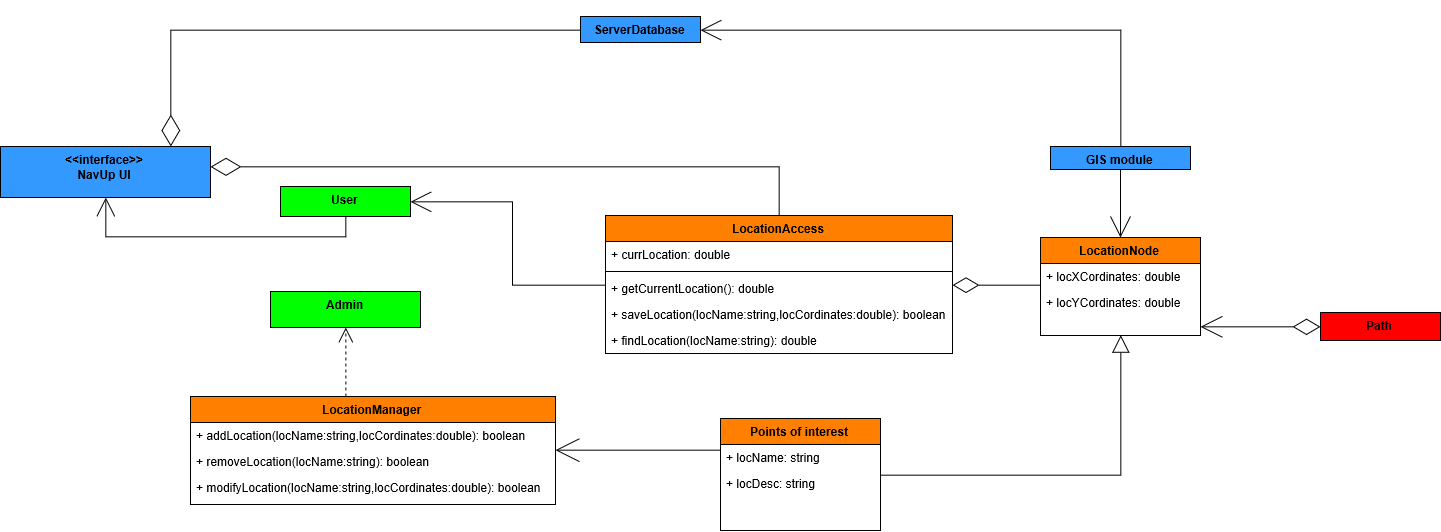 ServerDatabase
<<interface>>
NavUp UI
GIS module
User
LocationAccess
+ currLocation: double
+ getCurrentLocation(): double
+ saveLocation(locName:string,locCordinates:double): boolean
+ findLocation(locName:string): double
LocationNode
+ locXCordinates: double
+ locYCordinates: double
Admin
Path
LocationManager
+ addLocation(locName:string,locCordinates:double): boolean
+ removeLocation(locName:string): boolean
+ modifyLocation(locName:string,locCordinates:double): boolean
Points of interest
+ locName: string
+ locDesc: string